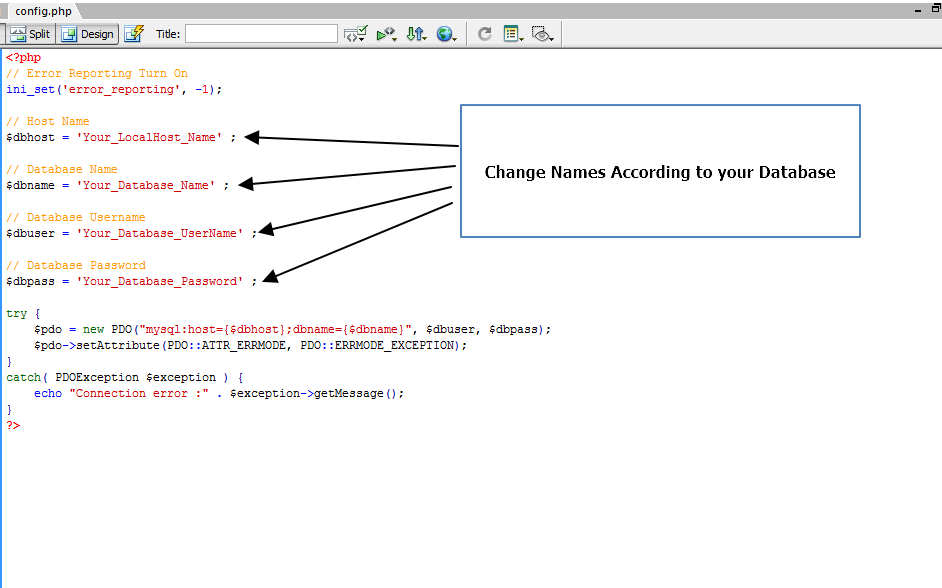 config.php
Split Design Title:
<?php
// Error Reporting Turn On
ini_set('error_reporting', -1);
// Host Name
$dbhost = 'Your_LocalHost_Name' ;
// Database Name
$dbname = 'Your_Database_Name' ;
// Database Username
$dbuser = 'Your_Database_UserName' ;
// Database Password
$dbpass = 'Your_Database_Password' ;
Change Names According to your Database
try {
    $pdo = new PDO("mysql:host={$dbhost};dbname={$dbname}", $dbuser, $dbpass);
    $pdo->setAttribute(PDO::ATTR_ERRMODE, PDO::ERRMODE_EXCEPTION);
}
catch( PDOException $exception ) {
    echo "Connection error :" . $exception->getMessage();
}
?>